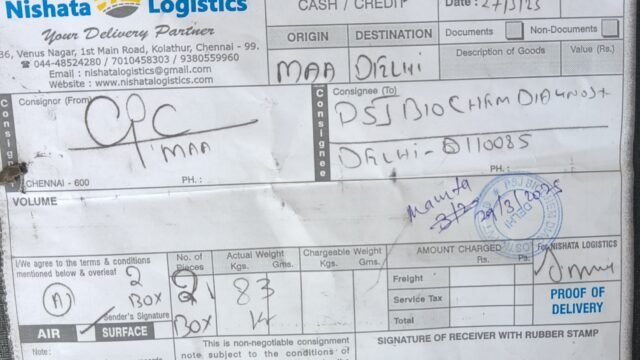 Nishata Logistics
Your Delivery Partner
36, Venus Nagar, 1st Main Road, Kolathur, Chennai - 99.
☎ 044-48524280 / 7010458303 / 9380559960
Email : nishatalogistics@gmail.com
Website : www.nishatalogistics.com
CASH / CREDIT
Date : 27/3/25
ORIGIN
DESTINATION
MAA
DELHI
Documents
Non-Documents
Description of Goods
Value (Rs.)
Consignor
Consignor (From)
CPC
MAA
CHENNAI - 600
PH. :
Consignee
Consignee (To)
PSJ BIOCHEM DIAGNOST
DELHI - 110085
PH. :
VOLUME
Mamta
29/3/2025
DELHI
I/We agree to the terms & conditions
mentioned below & overleaf
2
(A)
BOX
Sender's Signature
AIR
SURFACE
No. of
Pieces
2
BOX
Actual Weight
Kgs. Gms.
83
K
Chargeable Weight
Kgs. Gms.
AMOUNT CHARGED
Rs. Ps.
Freight
Service Tax
Total
For NISHATA LOGISTICS
PROOF OF
DELIVERY
Note :
This is non-negotiable consignment
note subject to the conditions of
SIGNATURE OF RECEIVER WITH RUBBER STAMP